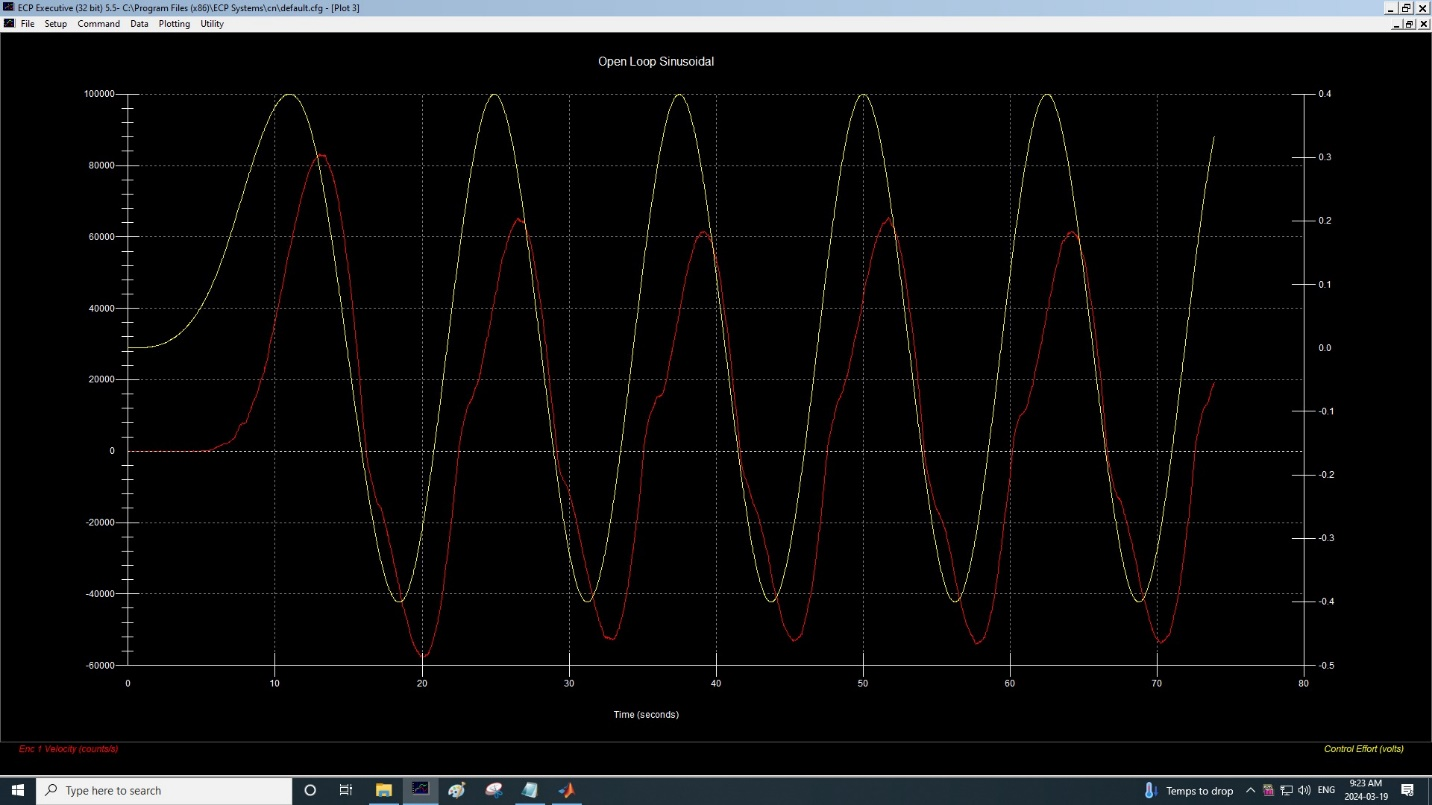 ECP Executive (32 bit) 5.5- C:\Program Files (x86)\ECP Systems\cn\default.cfg - [Plot 3]
File Setup Command Data Plotting Utility
Open Loop Sinusoidal
100000
80000
60000
40000
20000
0
-20000
-40000
-60000
0.4
0.3
0.2
0.1
0.0
-0.1
-0.2
-0.3
-0.4
-0.5
0 10 20 30 40 50 60 70 80
Time (seconds)
Enc 1 Velocity (counts/s)
Control Effort (volts)
Type here to search
Temps to drop
ENG
9:23 AM
2024-03-19